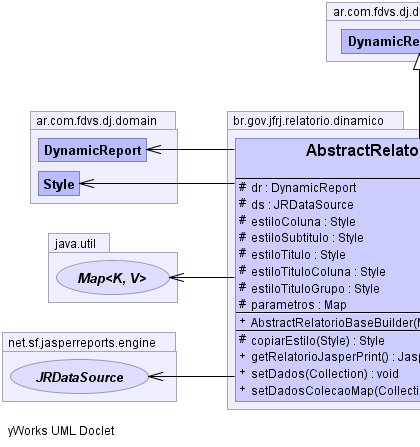 ar.com.fdvs.dj.d
DynamicRe
ar.com.fdvs.dj.domain
DynamicReport
Style
br.gov.jfrj.relatorio.dinamico
AbstractRelato
# dr : DynamicReport
# ds : JRDataSource
# estiloColuna : Style
# estiloSubtitulo : Style
# estiloTitulo : Style
# estiloTituloColuna : Style
# estiloTituloGrupo : Style
# parametros : Map
+ AbstractRelatorioBaseBuilder(M
# copiarEstilo(Style) : Style
+ getRelatorioJasperPrint() : Jasp
+ setDados(Collection) : void
+ setDadosColecaoMap(Collecti
java.util
Map<K, V>
net.sf.jasperreports.engine
JRDataSource
yWorks UML Doclet